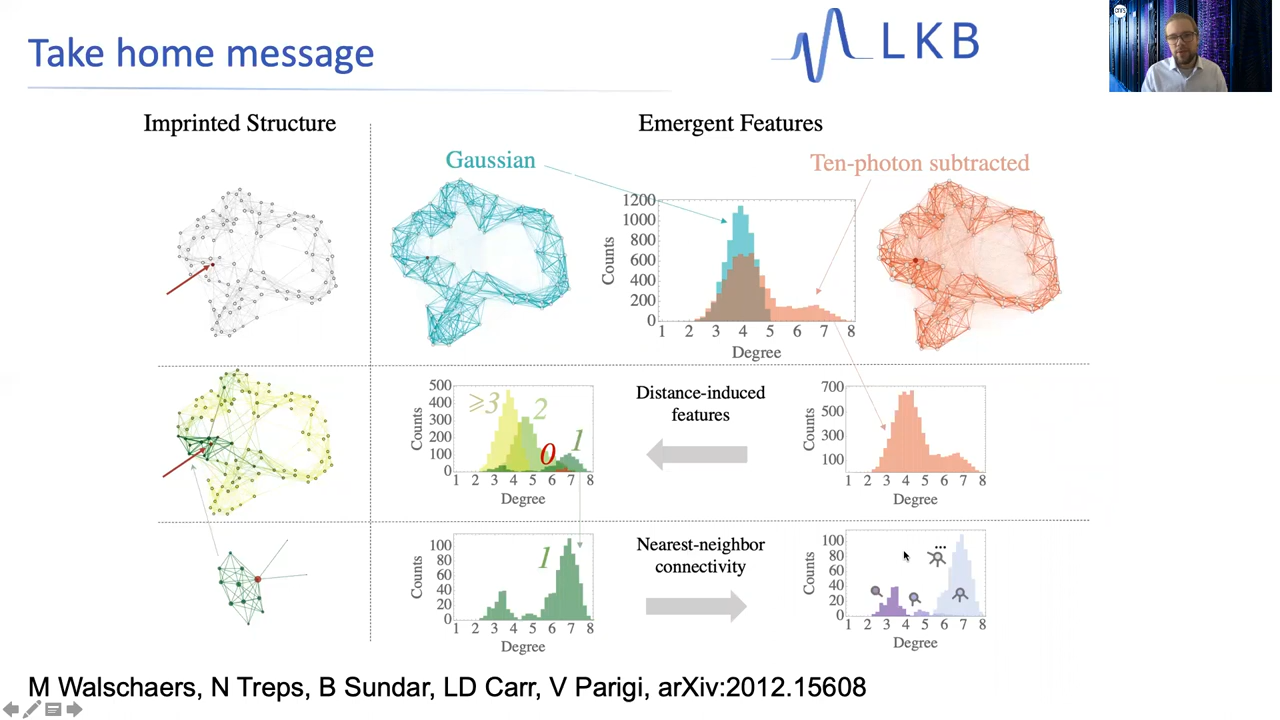 Take home message
LKB
cnrs
Imprinted Structure
Emergent Features
Gaussian
Ten-photon subtracted
1200
1000
800
600
400
200
0
Counts
1 2 3 4 5 6 7 8
Degree
500
400
300
200
100
0
Counts
⩾3
2
0
1
1 2 3 4 5 6 7 8
Degree
Distance-induced
features
700
500
300
100
Counts
1 2 3 4 5 6 7 8
Degree
100
80
60
40
20
0
Counts
1
1 2 3 4 5 6 7 8
Degree
Nearest-neighbor
connectivity
100
80
60
40
20
0
Counts
...
1 2 3 4 5 6 7 8
Degree
M Walschaers, N Treps, B Sundar, LD Carr, V Parigi, arXiv:2012.15608